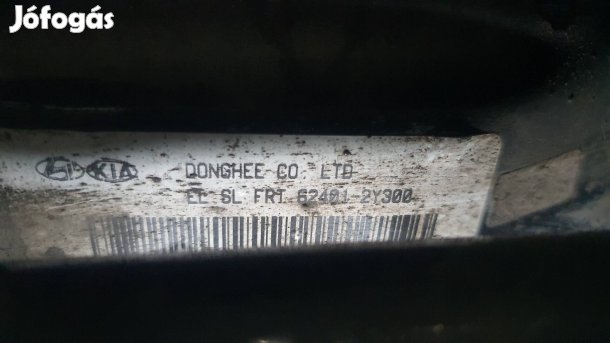 Jófogás
KIA DONGHEE CO. LTD
EL SL FRT 62401-2Y300